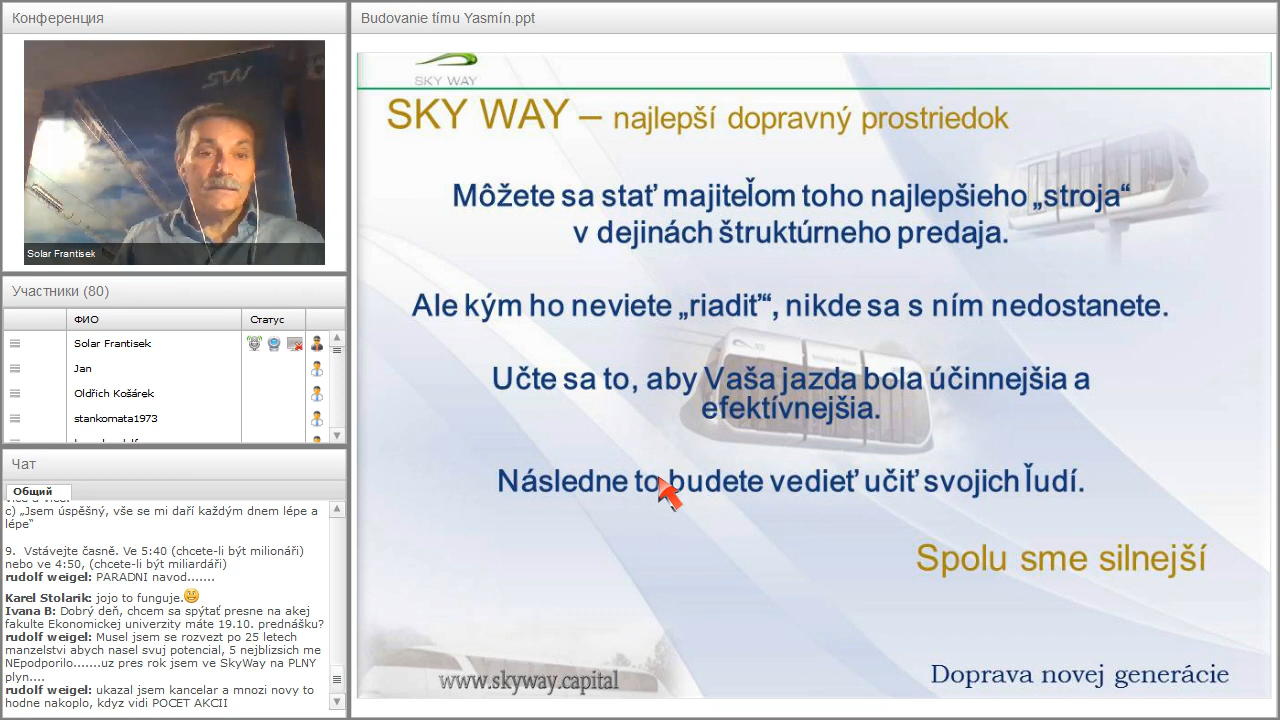 Конференция
SW
Solar Frantisek
Участники (80)
ФИО
Статус
Solar Frantisek
Jan
Oldřich Košárek
stankomata1973
Чат
Общий
c) „Jsem úspěšný, vše se mi daří každým dnem lépe a
lépe“
9. Vstávejte časně. Ve 5:40 (chcete-li být milionáři)
nebo ve 4:50, (chcete-li být miliardáři)
rudolf weigel: PARADNI navod.......
Karel Stolarik: jojo to funguje.
Ivana B: Dobrý deň, chcem sa spýtať presne na akej
fakulte Ekonomickej univerzity máte 19.10. prednášku?
rudolf weigel: Musel jsem se rozvezt po 25 letech
manzelstvi abych nasel svuj potencial, 5 nejblizsich me
NEpodporilo.......uz pres rok jsem ve SkyWay na PLNY
plyn....
rudolf weigel: ukazal jsem kancelar a mnozi novy to
hodne nakoplo, kdyz vidi POCET AKCII
Budovanie tímu Yasmín.ppt
SKY WAY
SKY WAY – najlepší dopravný prostriedok
Môžete sa stať majiteľom toho najlepšieho „stroja“
v dejinách štruktúrneho predaja.
Ale kým ho neviete „riadiť“, nikde sa s ním nedostanete.
Učte sa to, aby Vaša jazda bola účinnejšia a
efektívnejšia.
Následne to budete vedieť učiť svojich ľudí.
Spolu sme silnejší
www.skyway.capital
Doprava novej generácie